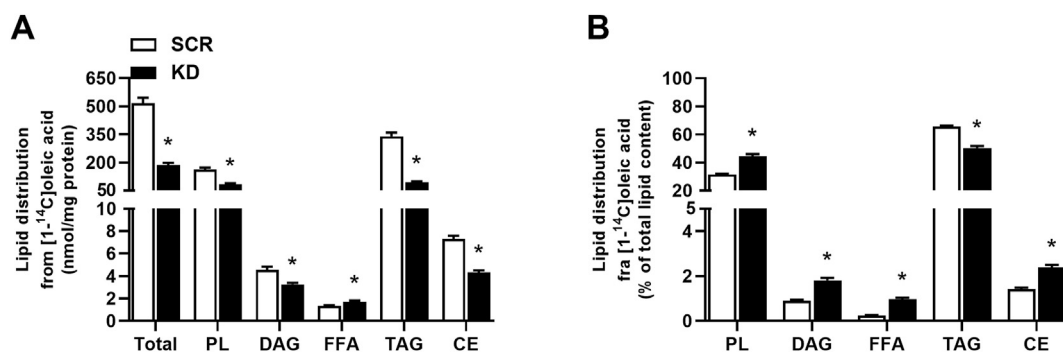 A
SCR
KD
Lipid distribution
from [1-¹⁴C]oleic acid
(nmol/mg protein)
650
500
350
200
50
10
8
6
4
2
0
Total PL DAG FFA TAG CE
* * * * * *
B
Lipid distribution
fra [1-¹⁴C]oleic acid
(% of total lipid content)
100
80
60
40
20
6
4
2
0
PL DAG FFA TAG CE
* * * * *